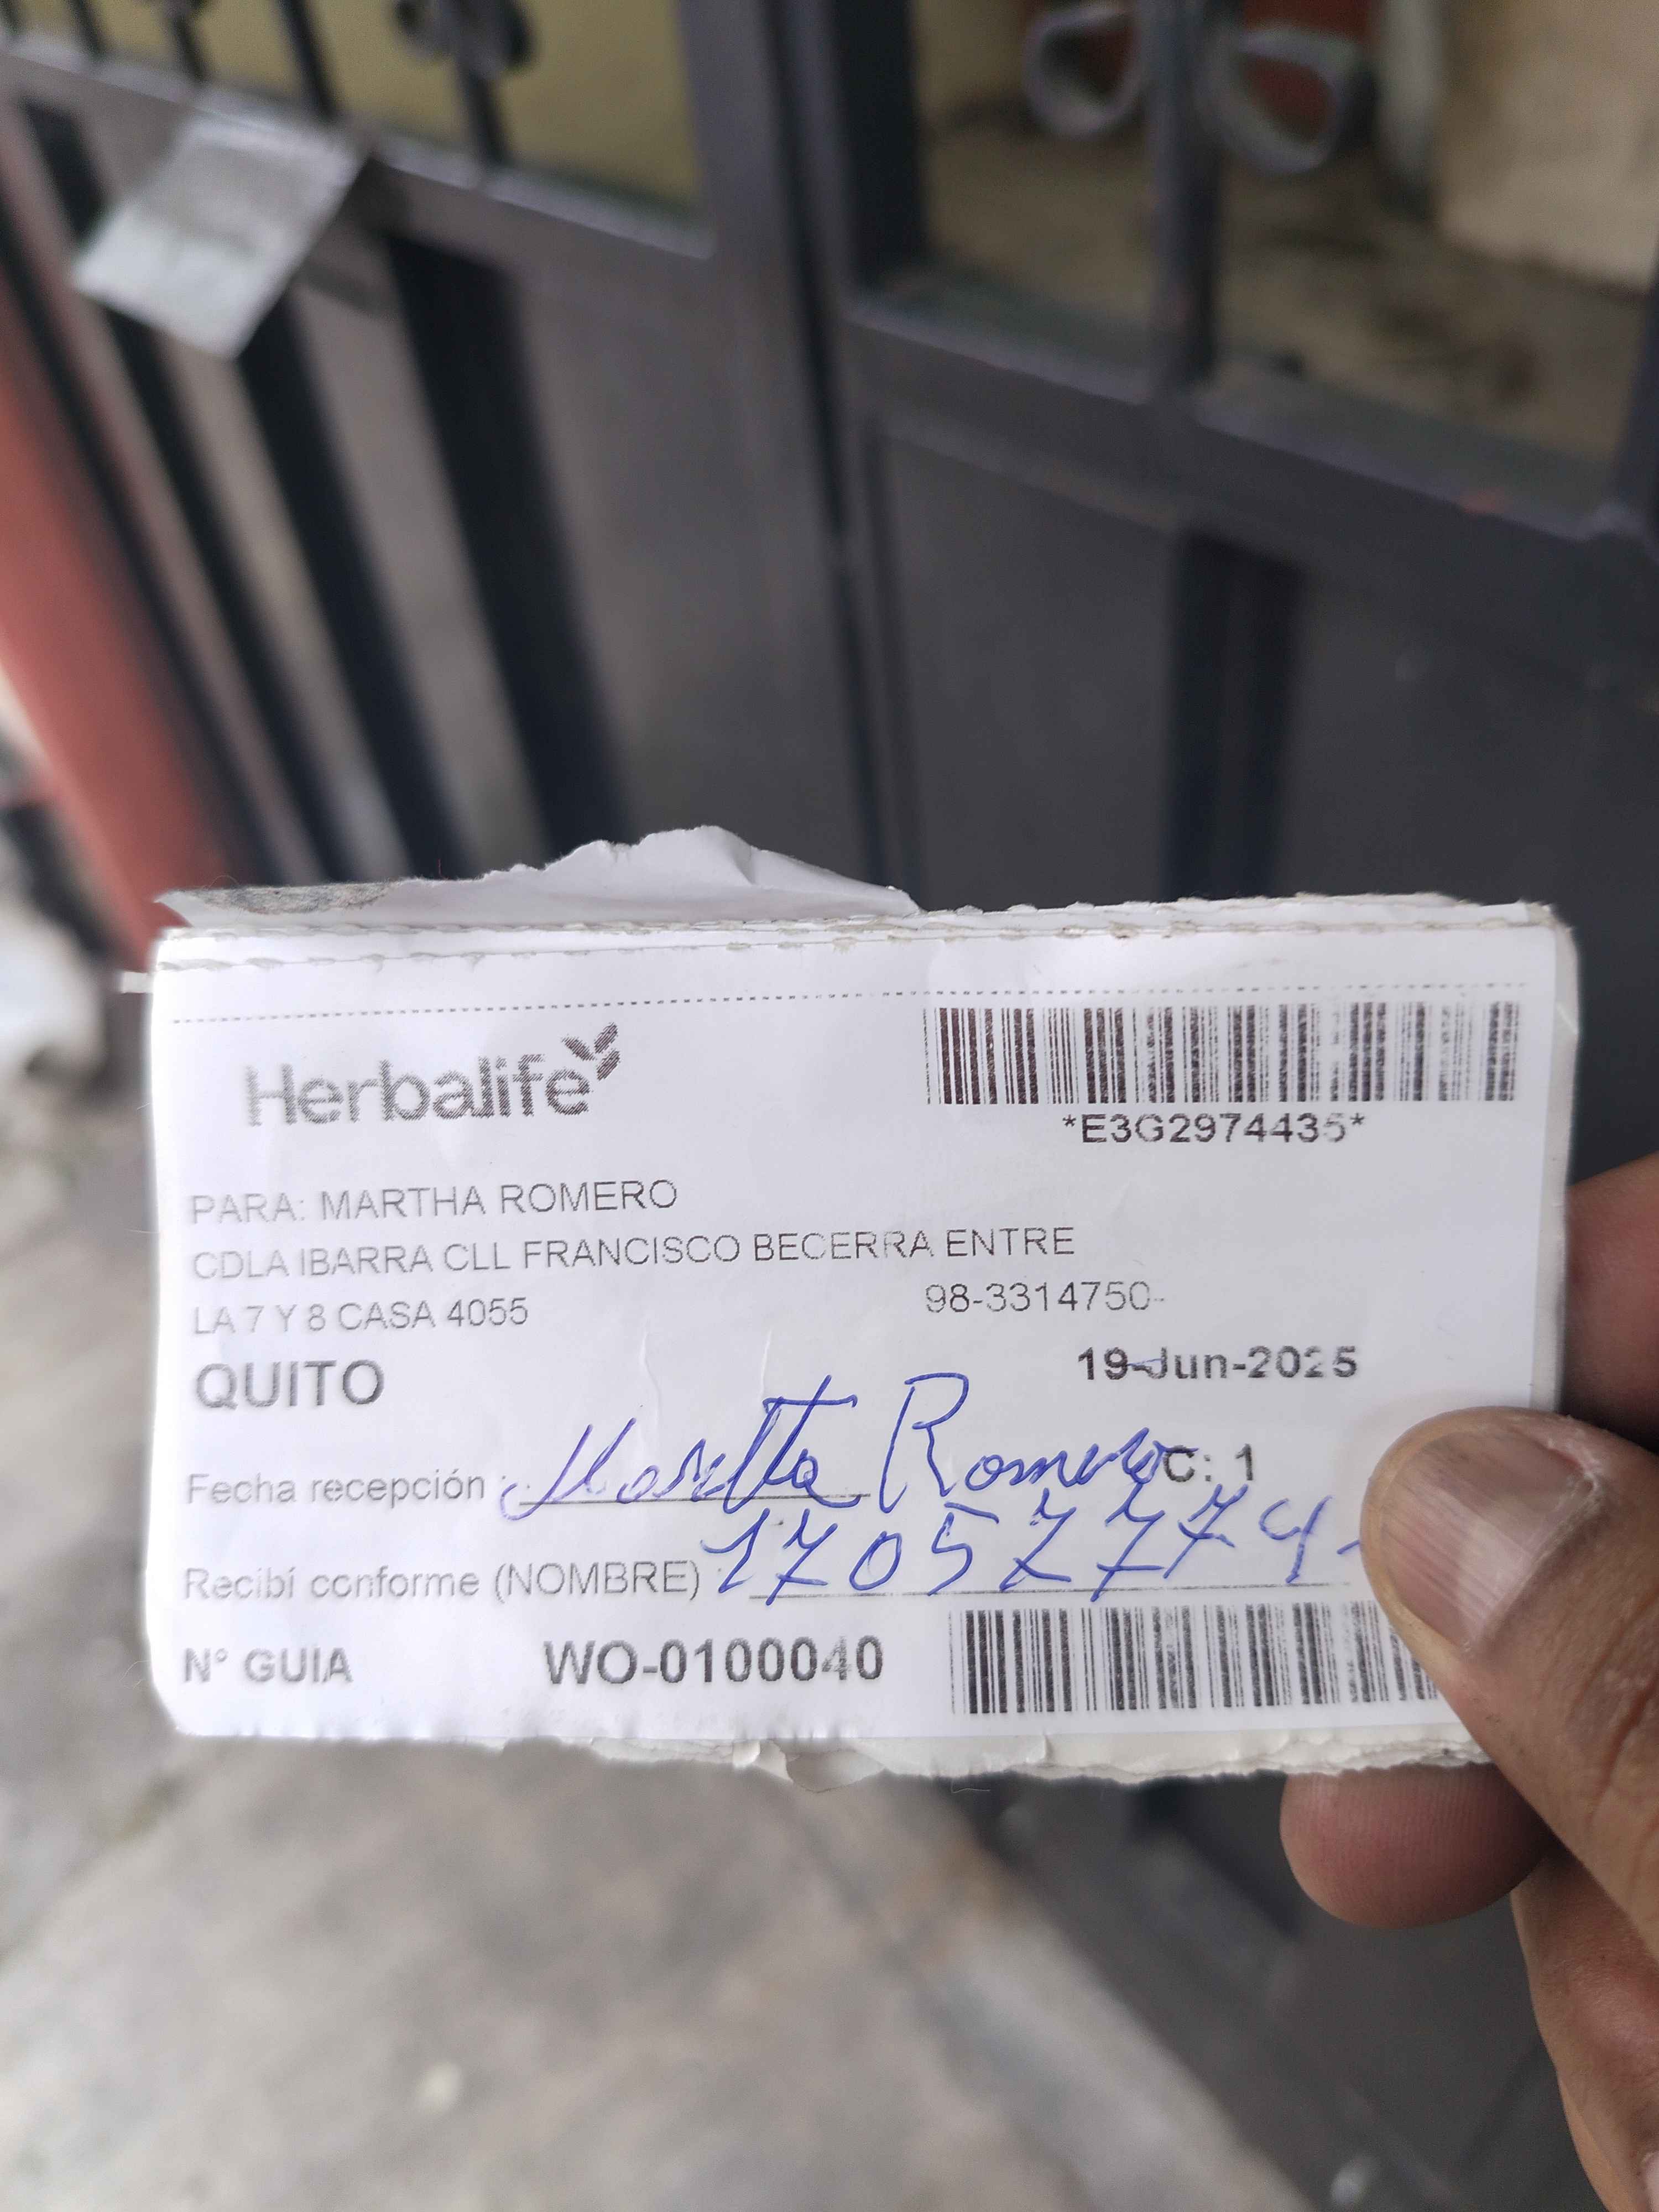 Herbalife
*E3G2974435*
PARA: MARTHA ROMERO
CDLA IBARRA CLL FRANCISCO BECERRA ENTRE
LA 7 Y 8 CASA 4055
98-3314750-
QUITO
19-Jun-2025
Fecha recepción : Martha Romero C: 1
Recibí conforme (NOMBRE) 170577774-
N° GUIA WO-0100040